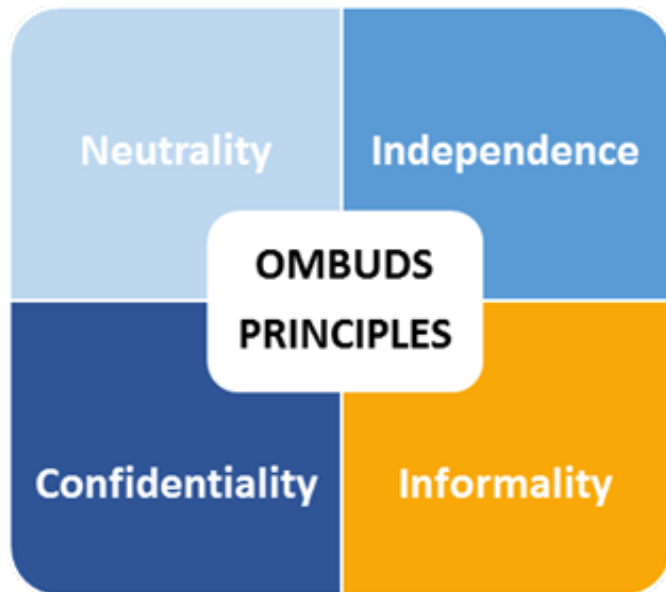 Neutrality
Independence
OMBUDS
PRINCIPLES
Confidentiality
Informality